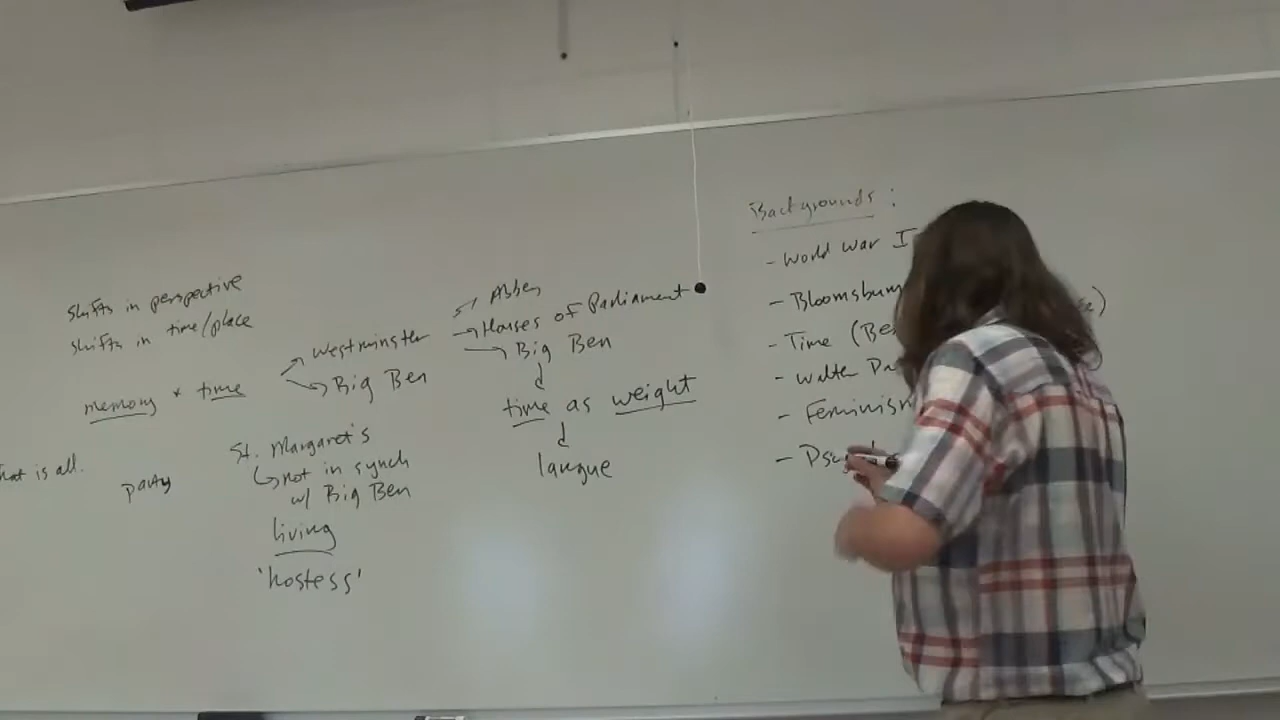 Shifts in perspective
Shifts in time/place
memory * time
Westminster
Big Ben
Abbey
Houses of Parliament
Big Ben
time as weight
langue
St. Margaret's
not in synch
w/ Big Ben
living
'hostess'
hat is all.
party
Backgrounds:
- World War I
- Bloomsbury
- Time (Be
- Walter Pa
- Feminism
- Psy